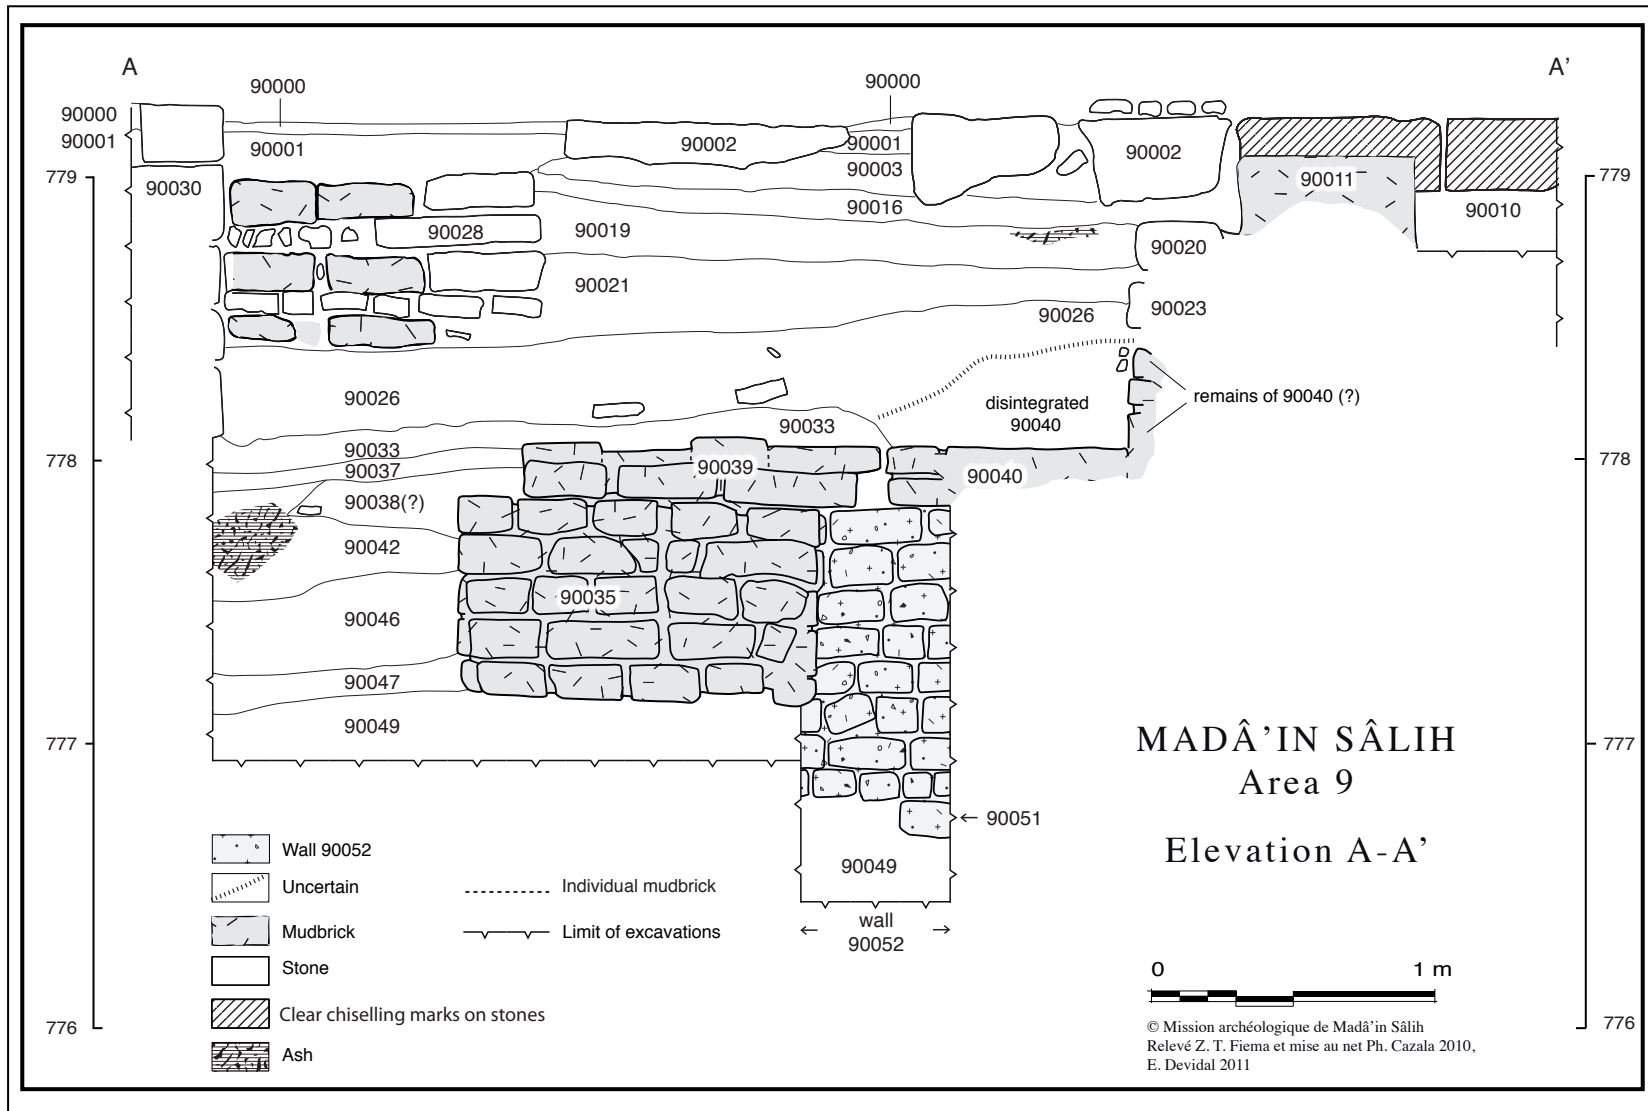 A
A’
90000
90000
90000
90001
90001
90002
90001
90003
90002
90011
779
779
90030
90016
90010
90028
90019
90020
90021
90023
90026
90026
remains of 90040 (?)
disintegrated
90040
90033
90033
90037
90039
90040
778
778
90038(?)
90042
90035
90046
90047
90049
777
777
MADÂ’IN SÂLIH
Area 9
Elevation A-A’
90051
90049
wall
90052
Wall 90052
Uncertain
Individual mudbrick
Mudbrick
Limit of excavations
Stone
Clear chiselling marks on stones
Ash
776
776
0
1 m
© Mission archéologique de Madâ’in Sâlih
Relevé Z. T. Fiema et mise au net Ph. Cazala 2010,
E. Devidal 2011